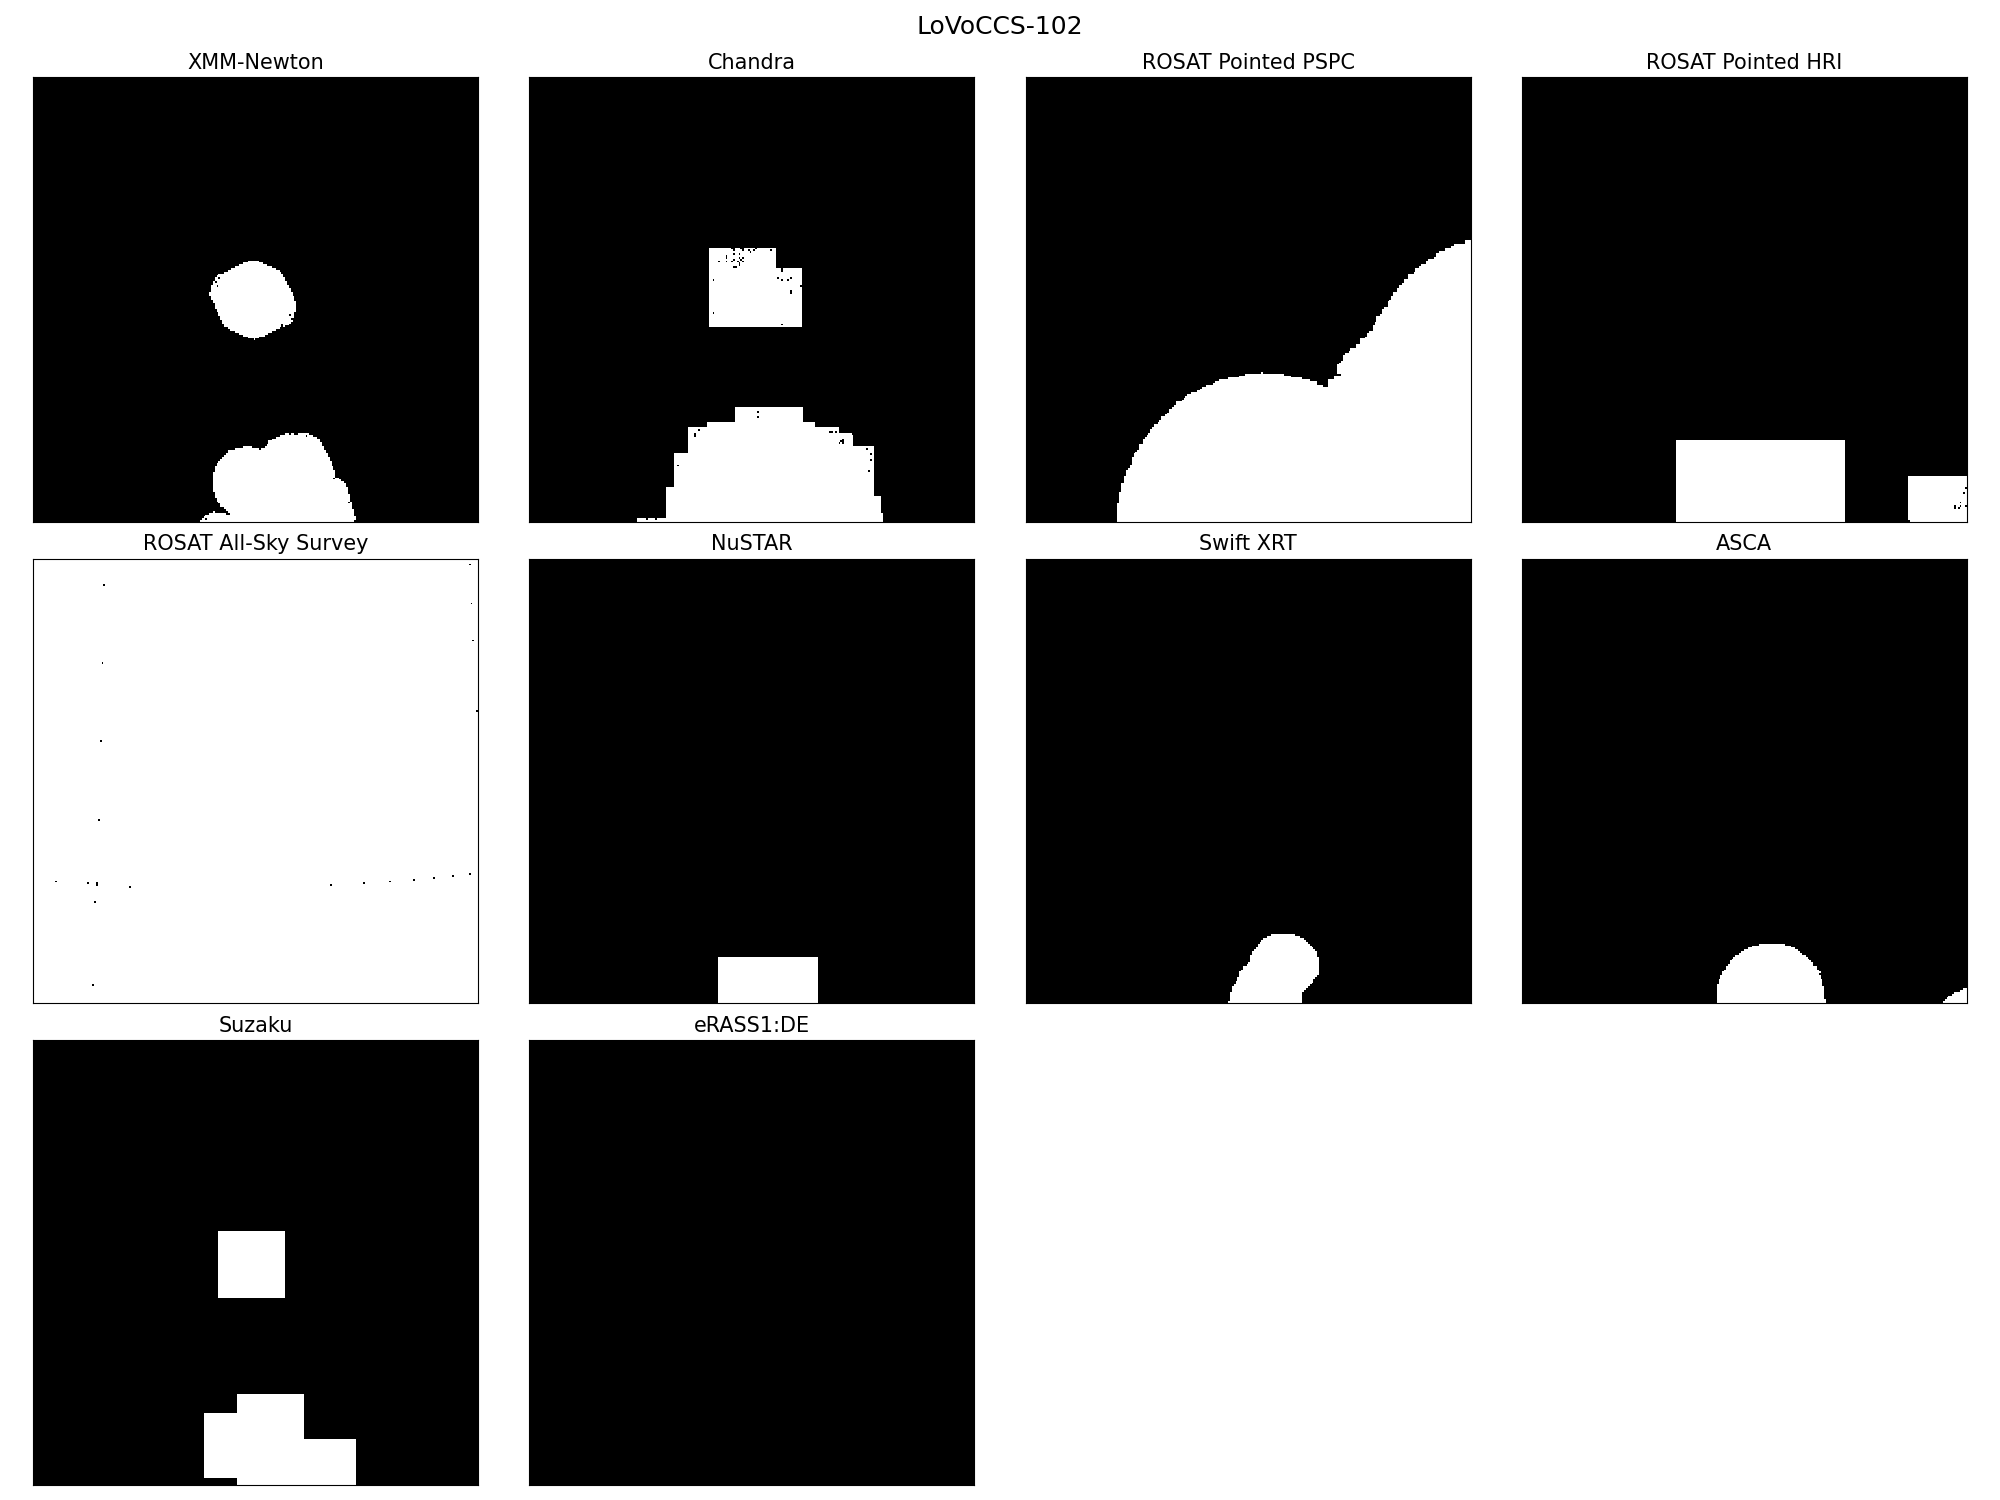 LoVoCCS-102
XMM-Newton
Chandra
ROSAT Pointed PSPC
ROSAT Pointed HRI
ROSAT All-Sky Survey
NuSTAR
Swift XRT
ASCA
Suzaku
eRASS1:DE